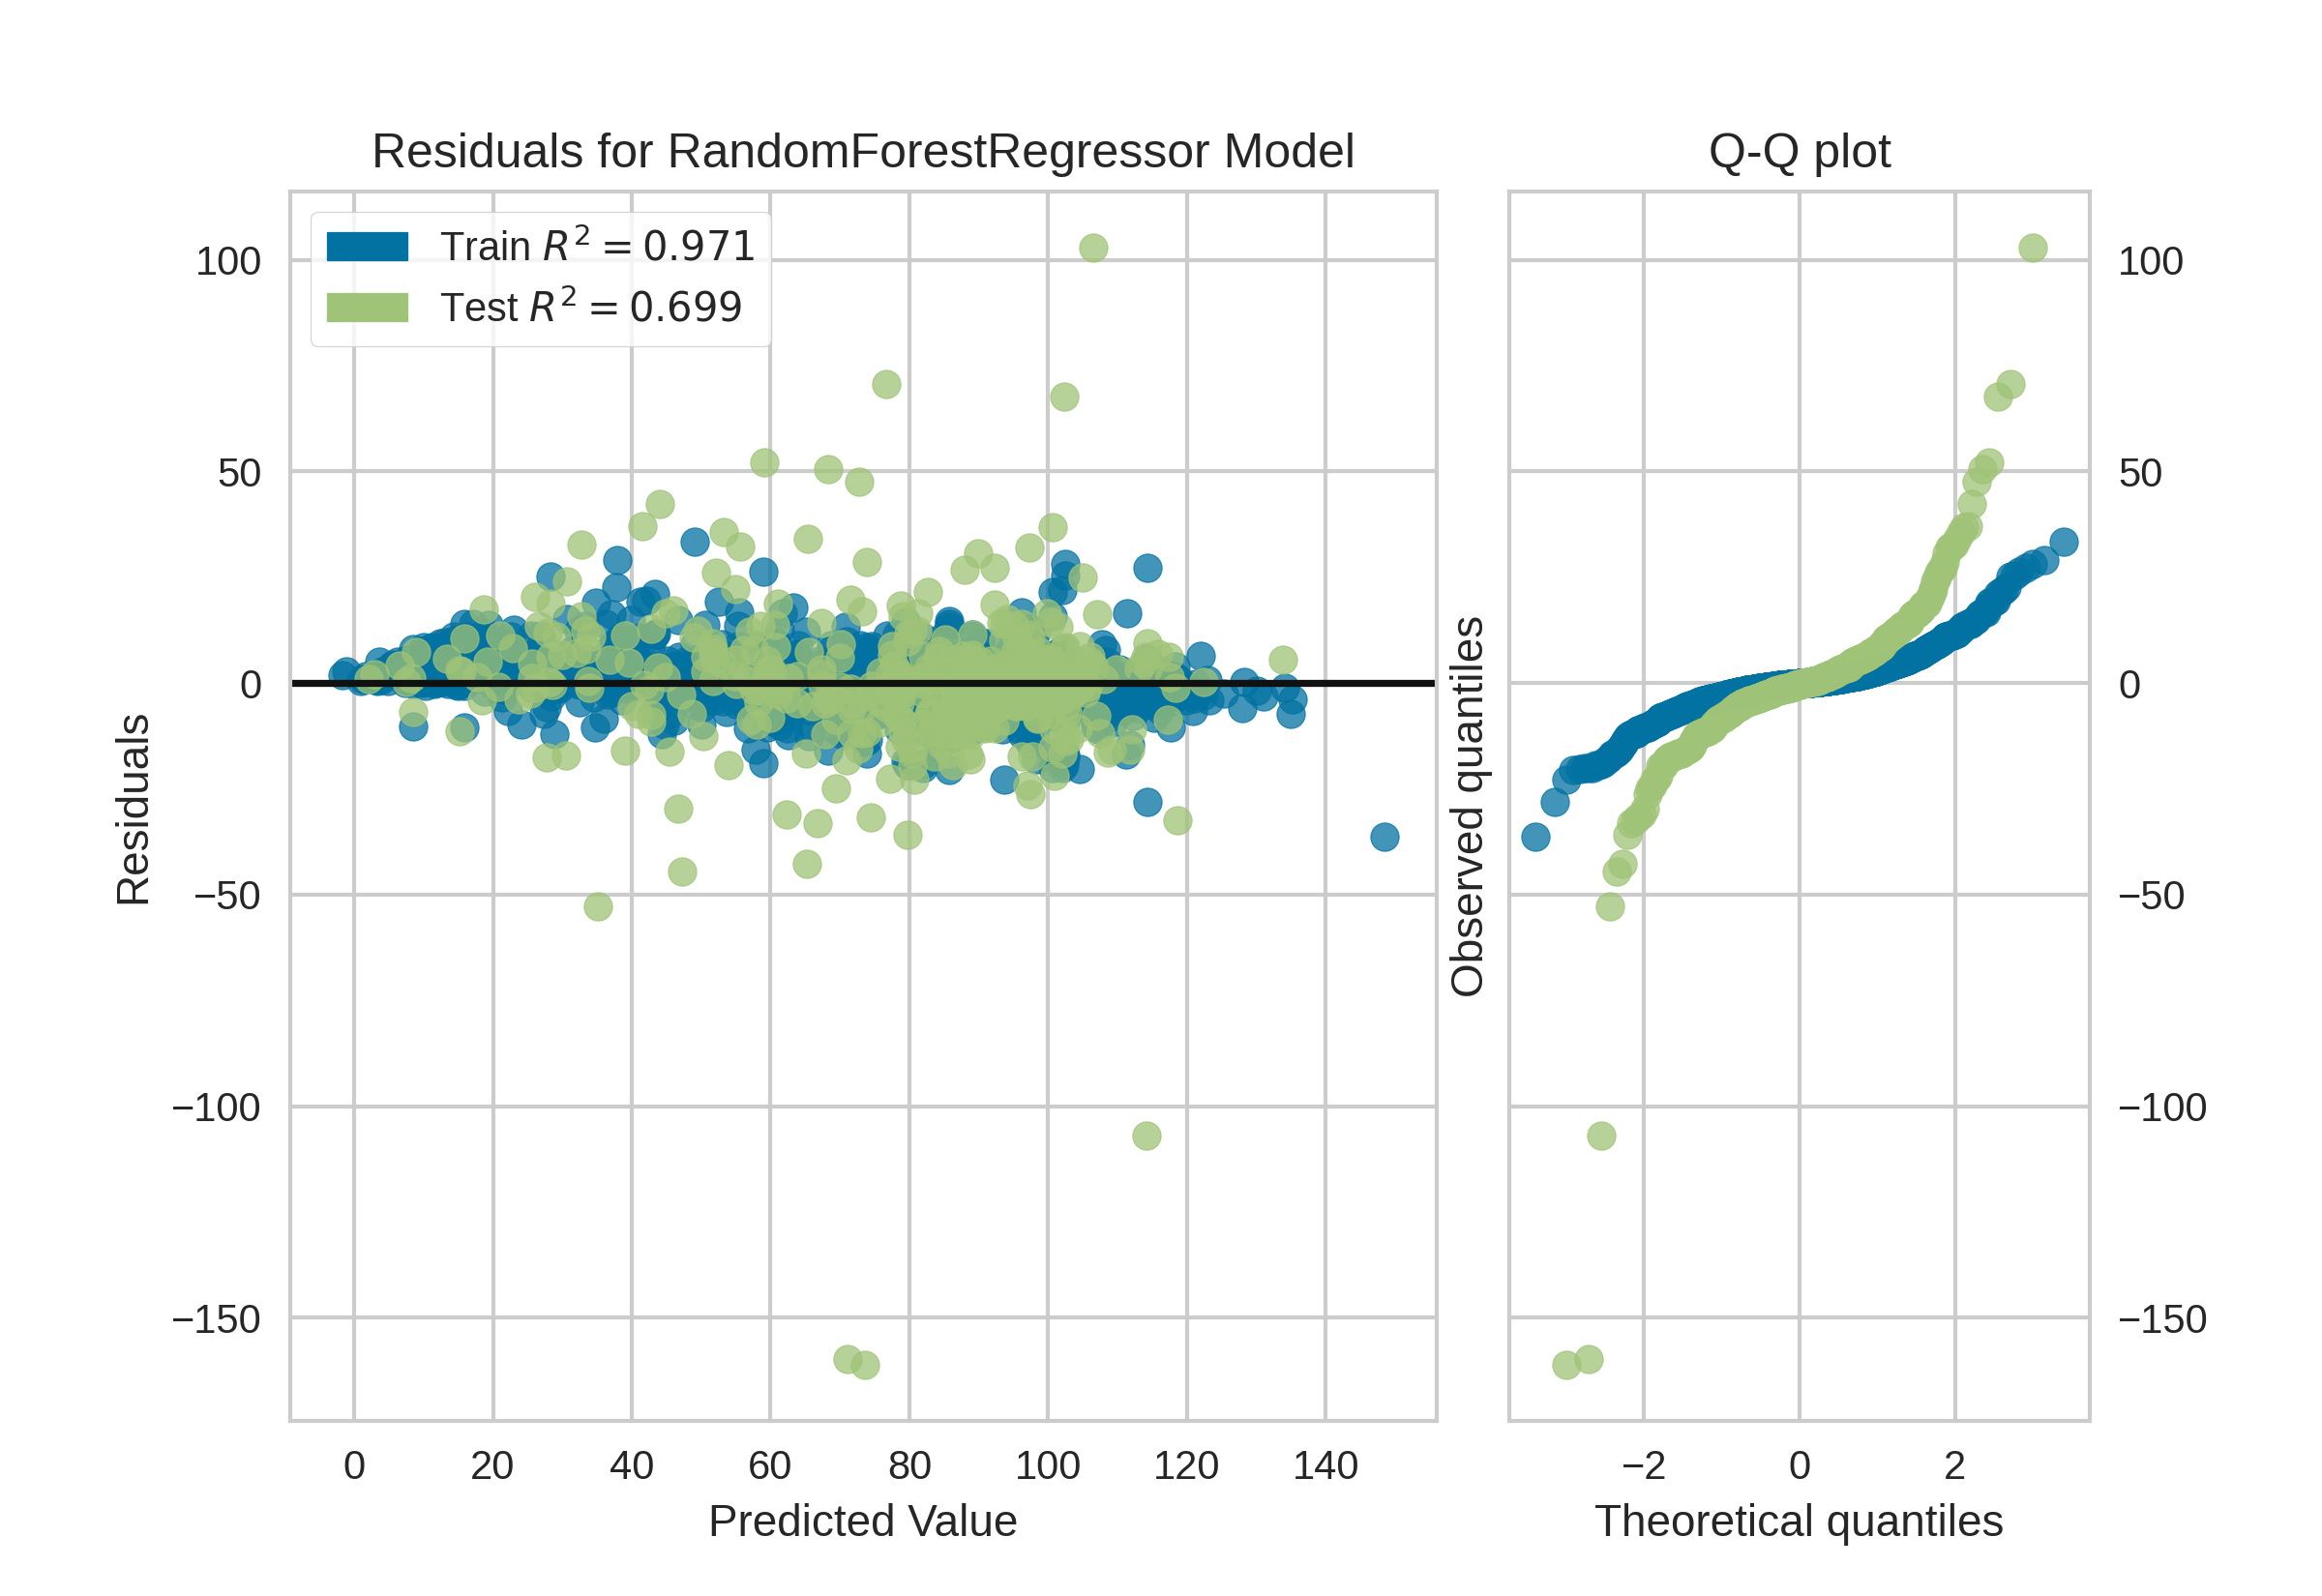 Residuals for RandomForestRegressor Model
Train R² = 0.971
Test R² = 0.699
100
50
0
−50
−100
−150
Residuals
0 20 40 60 80 100 120 140
Predicted Value
Q-Q plot
Observed quantiles
100
50
0
−50
−100
−150
−2 0 2
Theoretical quantiles